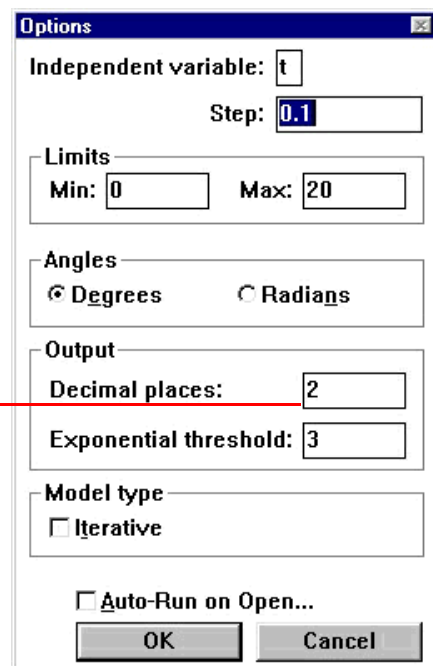 Options
Independent variable: t
Step: 0.1
Limits
Min: 0 Max: 20
Angles
Degrees Radians
Output
Decimal places: 2
Exponential threshold: 3
Model type
Iterative
Auto-Run on Open...
OK Cancel